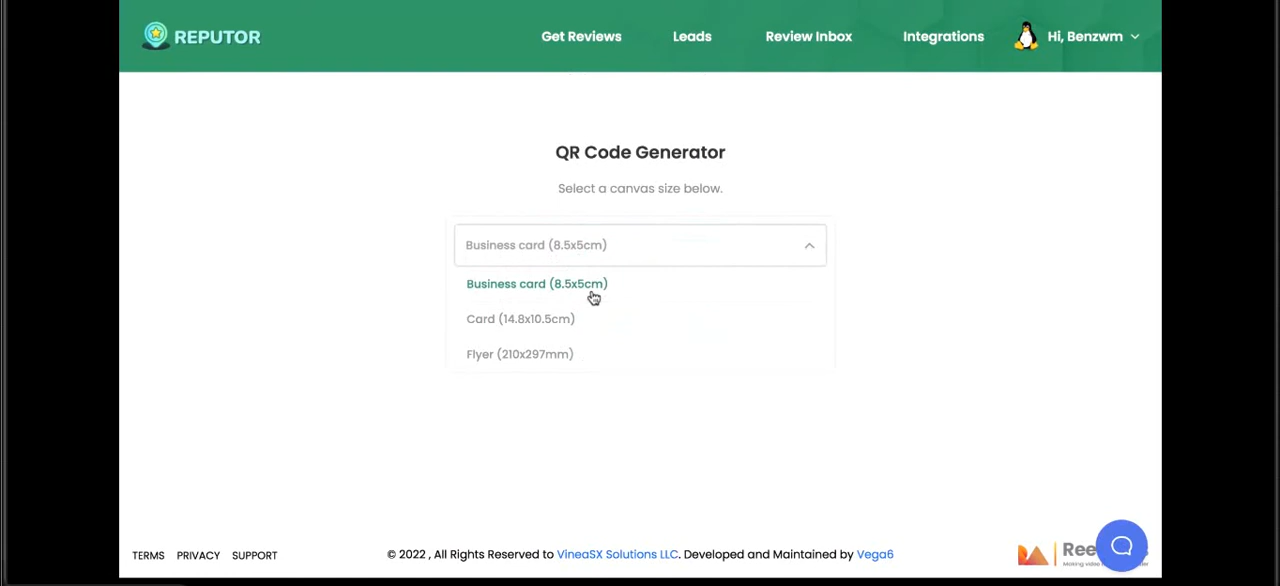 REPUTOR
Get Reviews
Leads
Review Inbox
Integrations
Hi, Benzwm
QR Code Generator
Select a canvas size below.
Business card (8.5x5cm)
Business card (8.5x5cm)
Card (14.8x10.5cm)
Flyer (210x297mm)
TERMS PRIVACY SUPPORT
© 2022 , All Rights Reserved to VineaSX Solutions LLC. Developed and Maintained by Vega6